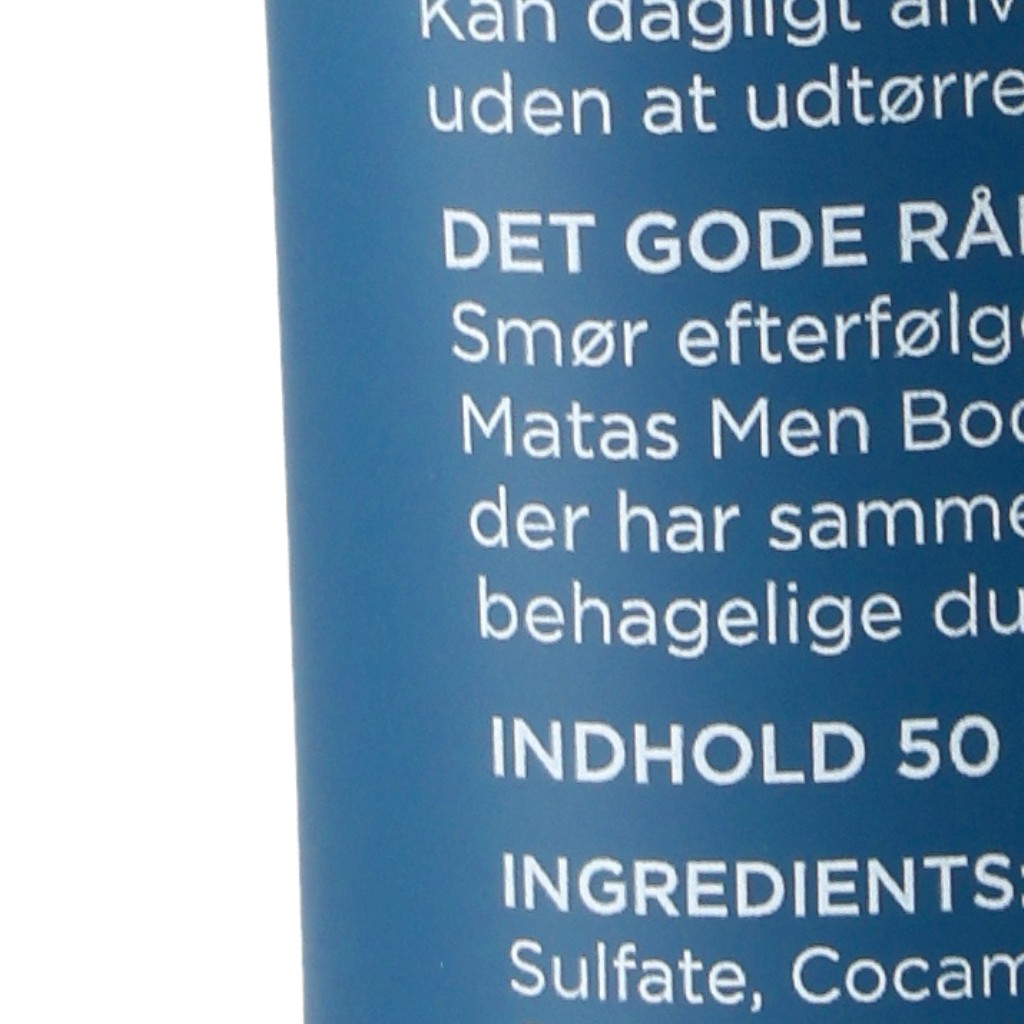 Kan dagligt anv
uden at udtørre
DET GODE RÅ
Smør efterfølg
Matas Men Bo
der har samme
behagelige du
INDHOLD 50
INGREDIENTS:
Sulfate, Cocam